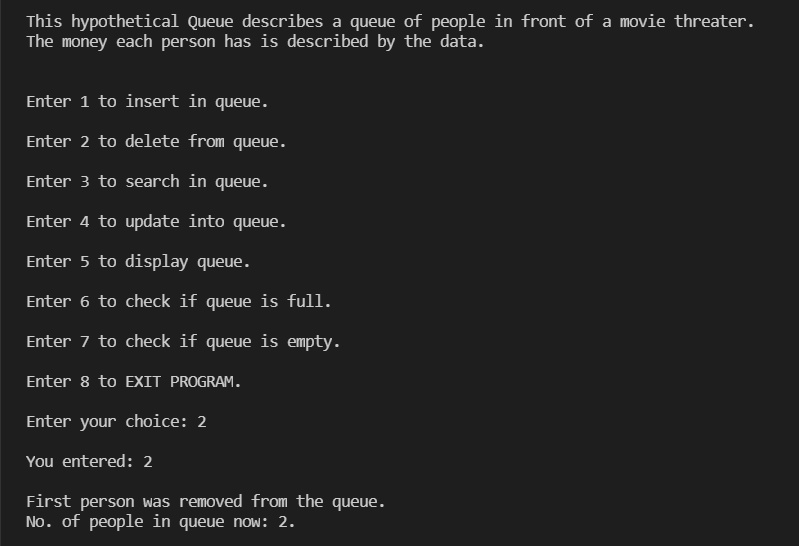 This hypothetical Queue describes a queue of people in front of a movie threater.
The money each person has is described by the data.
Enter 1 to insert in queue.
Enter 2 to delete from queue.
Enter 3 to search in queue.
Enter 4 to update into queue.
Enter 5 to display queue.
Enter 6 to check if queue is full.
Enter 7 to check if queue is empty.
Enter 8 to EXIT PROGRAM.
Enter your choice: 2
You entered: 2
First person was removed from the queue.
No. of people in queue now: 2.